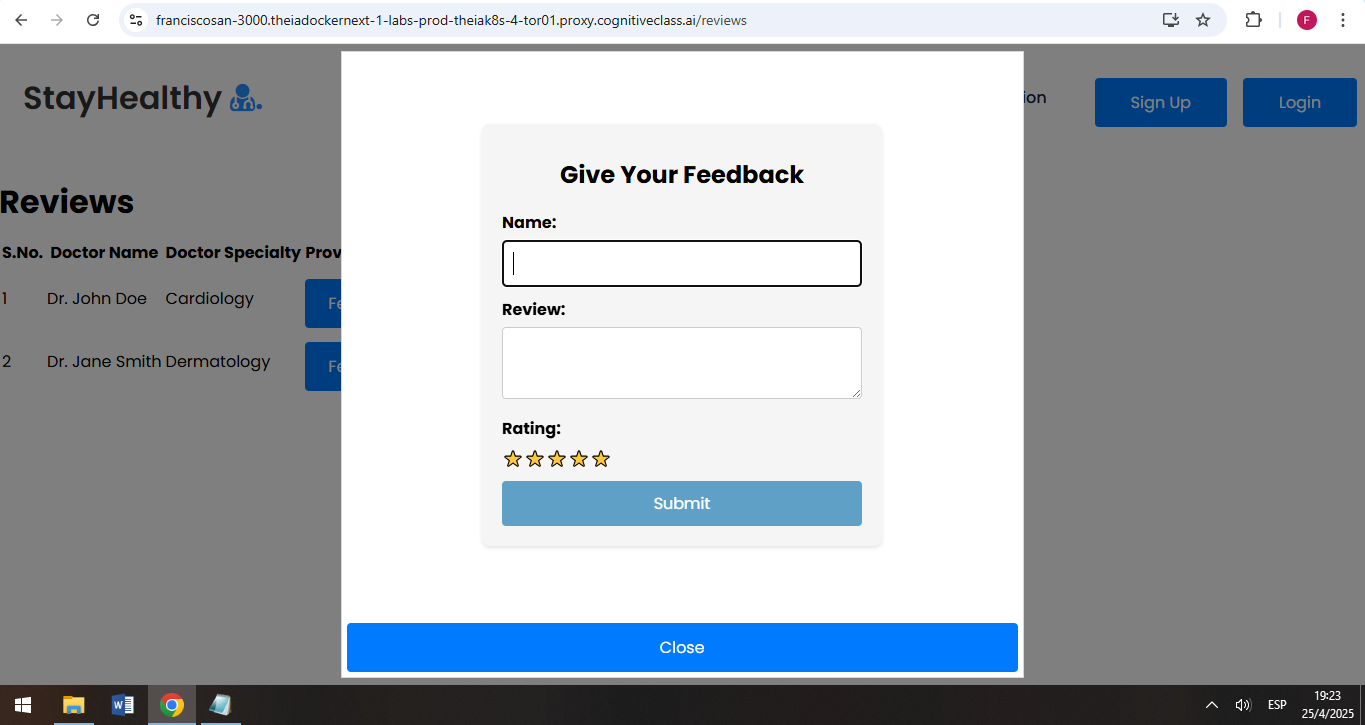 franciscosan-3000.theiadockernext-1-labs-prod-theiak8s-4-tor01.proxy.cognitiveclass.ai/reviews
F
StayHealthy
ion
Sign Up
Login
Reviews
S.No. Doctor Name Doctor Specialty Prov
1 Dr. John Doe Cardiology Fe
2 Dr. Jane Smith Dermatology Fe
Give Your Feedback
Name:
Review:
Rating:
Submit
Close
W
ESP
19:23
25/4/2025